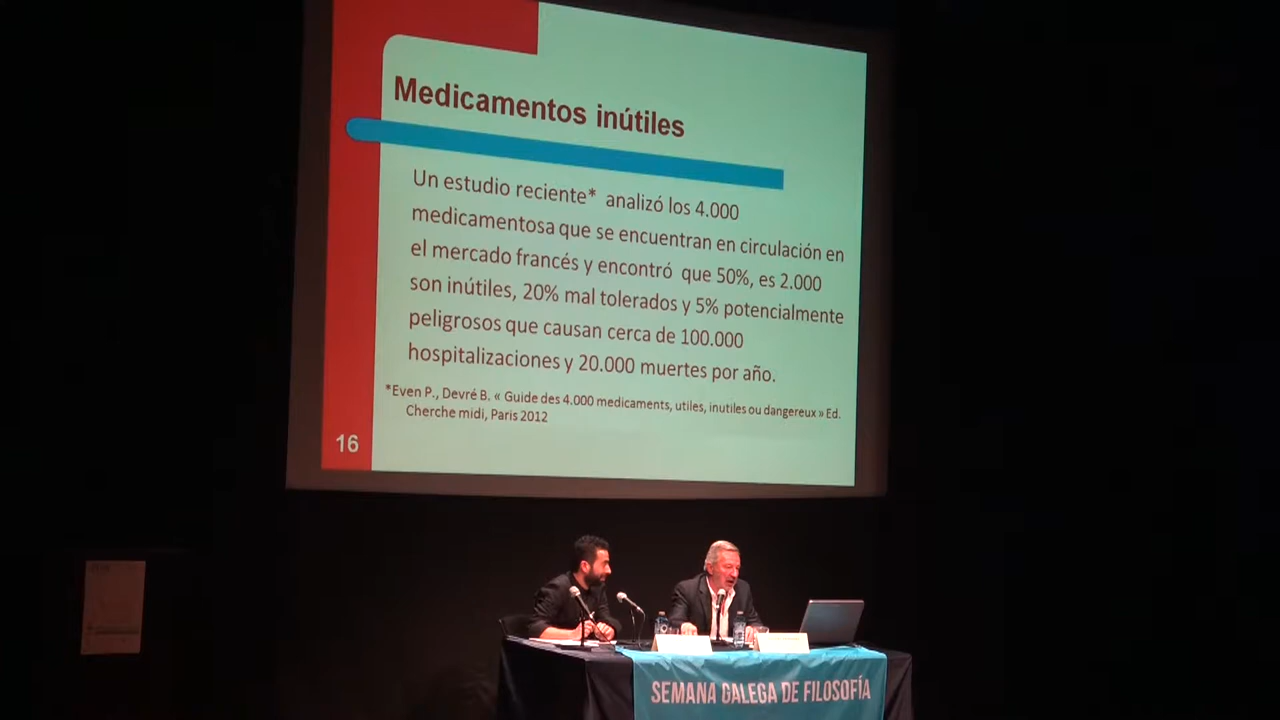 Medicamentos inútiles
Un estudio reciente* analizó los 4.000
medicamentosa que se encuentran en circulación en
el mercado francés y encontró que 50%, es 2.000
son inútiles, 20% mal tolerados y 5% potencialmente
peligrosos que causan cerca de 100.000
hospitalizaciones y 20.000 muertes por año.
*Even P., Devré B. « Guide des 4.000 medicaments, utiles, inutiles ou dangereux » Ed.
Cherche midi, Paris 2012
16
SEMANA GALEGA DE FILOSOFÍA